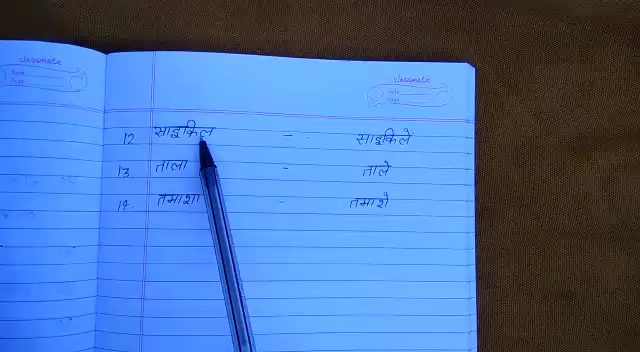 classmate
Date
Page
classmate
Date
Page
12 साइकिल - साइकिलें
13. ताला - ताले
14. तमाशा - तमाशे